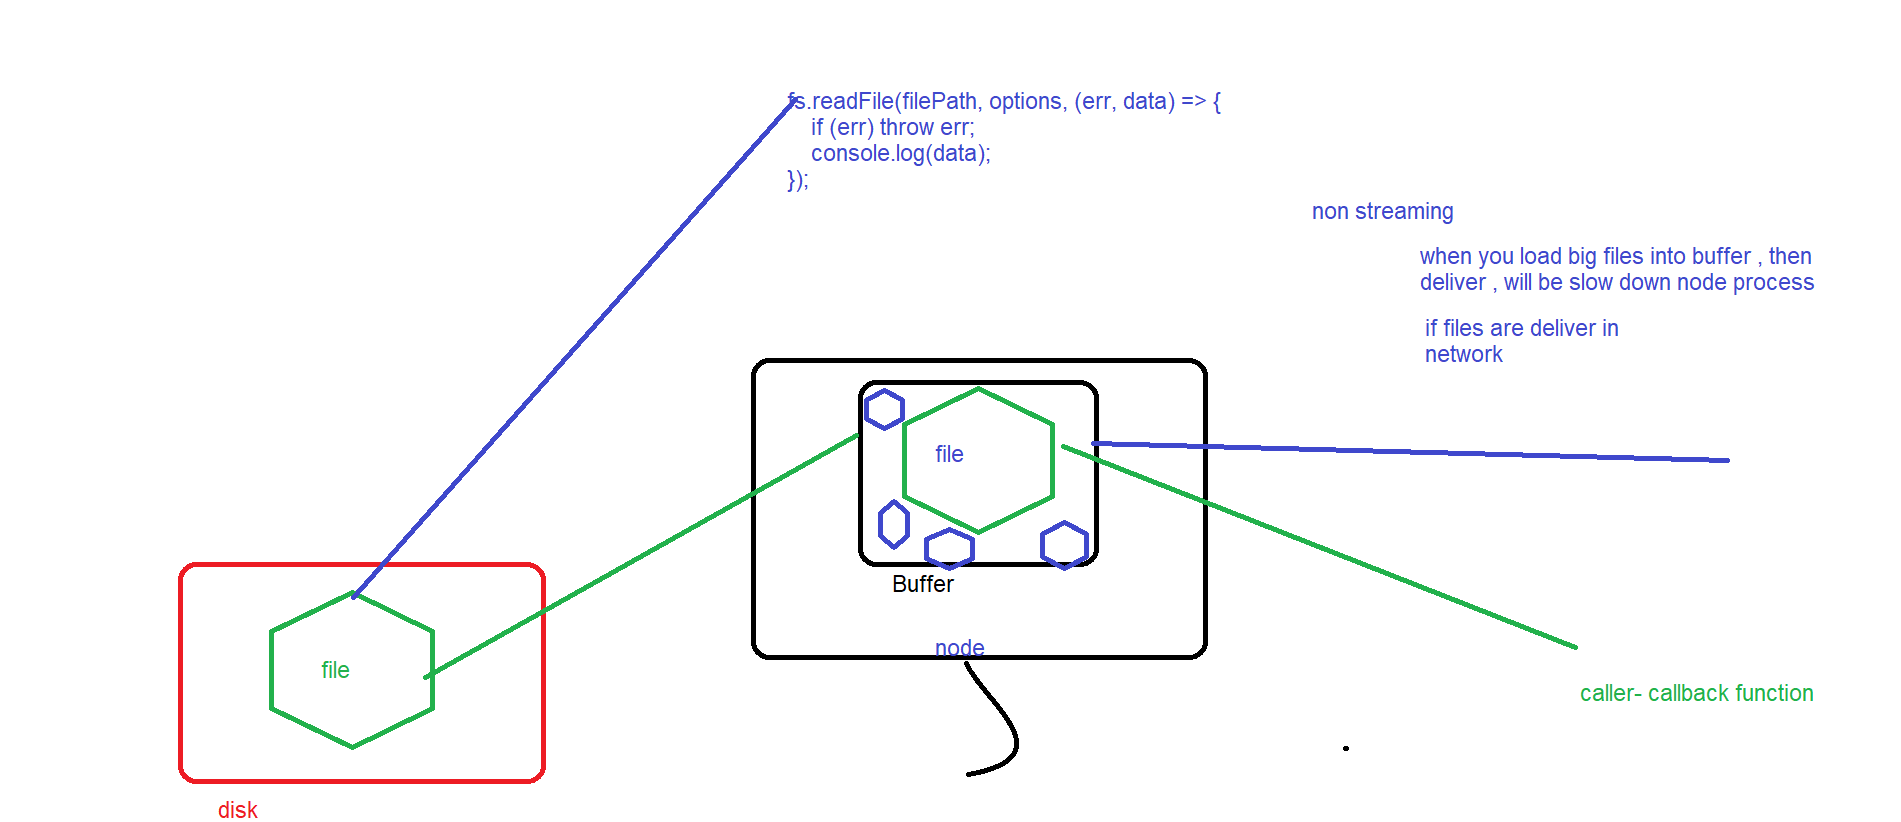 fs.readFile(filePath, options, (err, data) => {
    if (err) throw err;
    console.log(data);
});
non streaming
when you load big files into buffer , then
deliver , will be slow down node process
if files are deliver in
network
file
Buffer
node
file
disk
caller- callback function